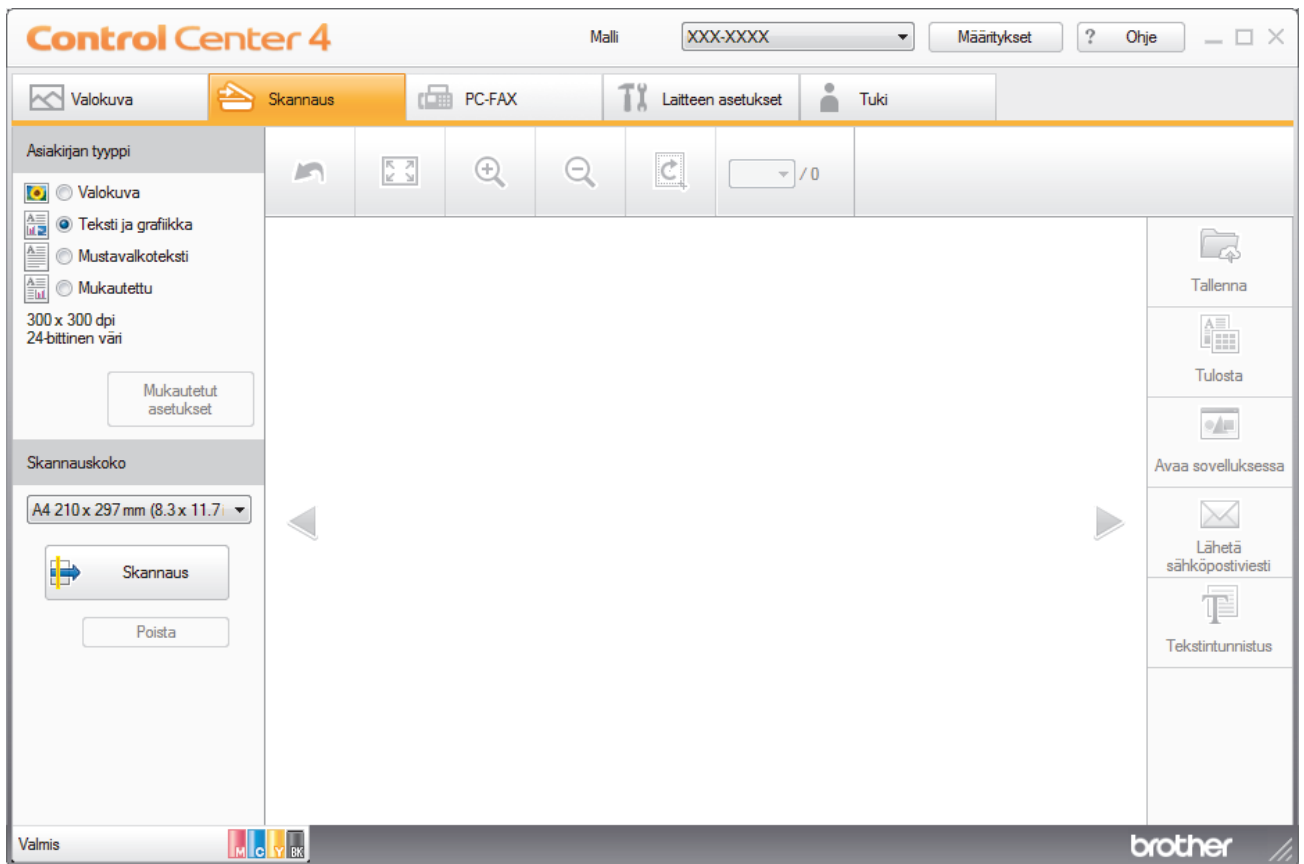 Control Center 4
Malli
XXX-XXXX
Määritykset
? Ohje
Valokuva
Skannaus
PC-FAX
Laitteen asetukset
Tuki
Asiakirjan tyyppi
Valokuva
Teksti ja grafiikka
Mustavalkoteksti
Mukautettu
300 x 300 dpi
24-bittinen väri
Mukautetut
asetukset
Skannauskoko
A4 210 x 297 mm (8.3 x 11.7
Skannaus
Poista
/ 0
Tallenna
Tulosta
Avaa sovelluksessa
Lähetä
sähköpostiviesti
Tekstintunnistus
Valmis
M C Y BK
brother